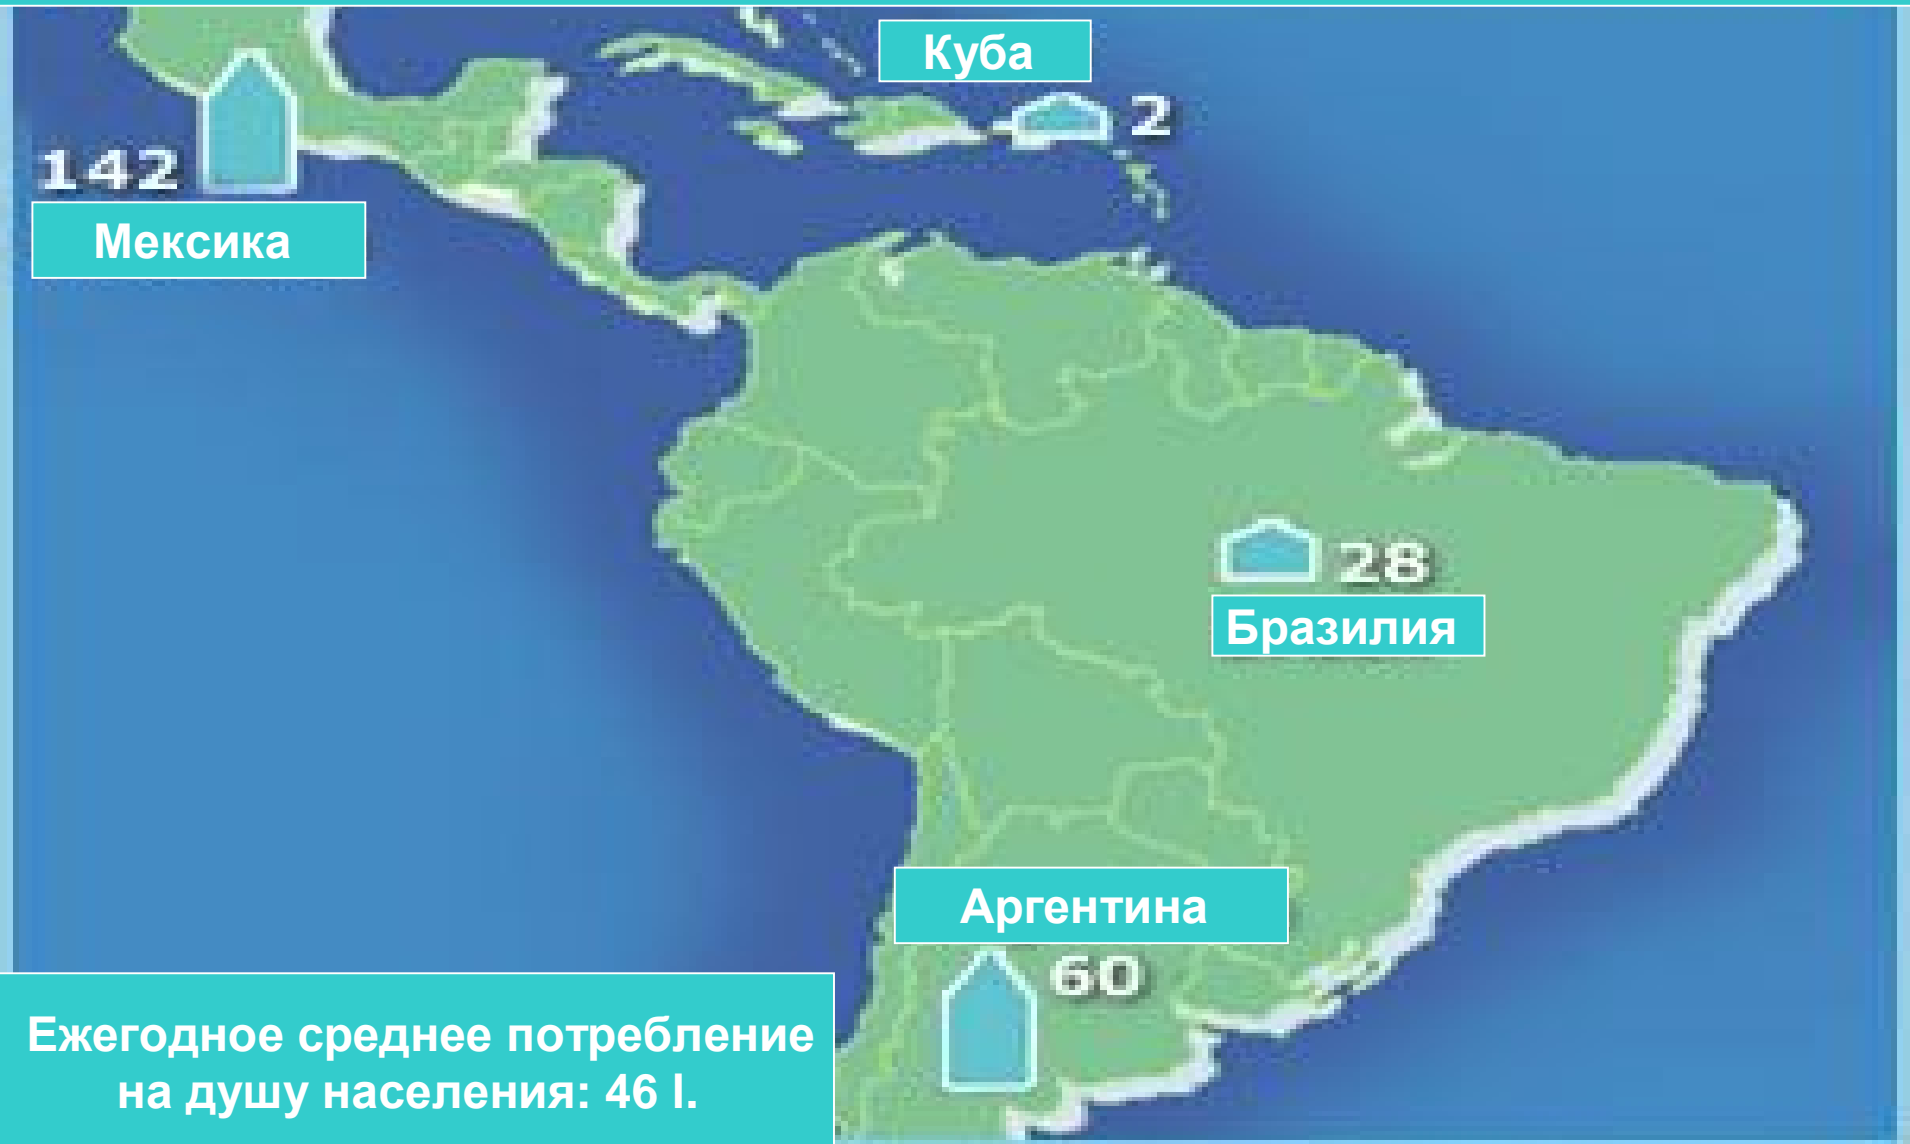 Куба
2
142
Мексика
28
Бразилия
Аргентина
60
Ежегодное среднее потребление
на душу населения: 46 l.